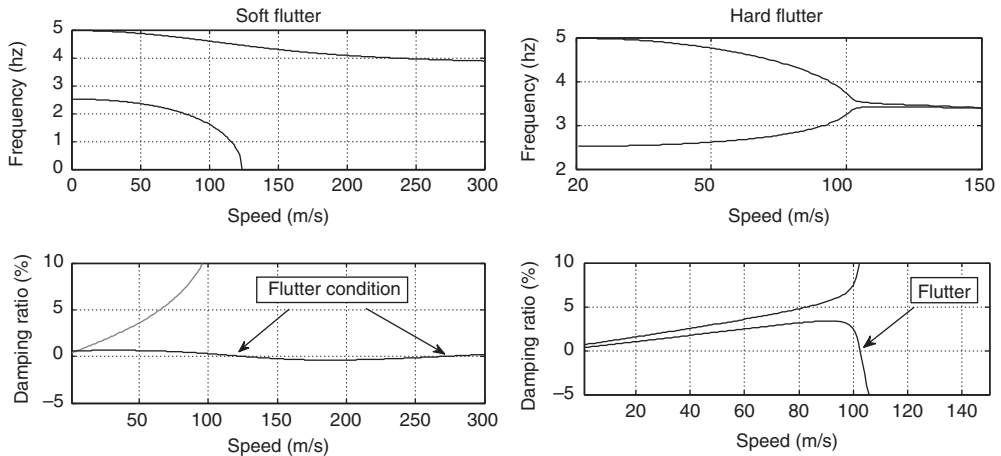 Soft flutter
Frequency (hz)
5
4
3
2
1
0
0 50 100 150 200 250 300
Speed (m/s)
Hard flutter
Frequency (hz)
5
4
3
2
20 50 100 150
Speed (m/s)
Damping ratio (%)
10
5
0
–5
50 100 150 200 250 300
Speed (m/s)
Flutter condition
Damping ratio (%)
10
5
0
–5
20 40 60 80 100 120 140
Speed (m/s)
Flutter